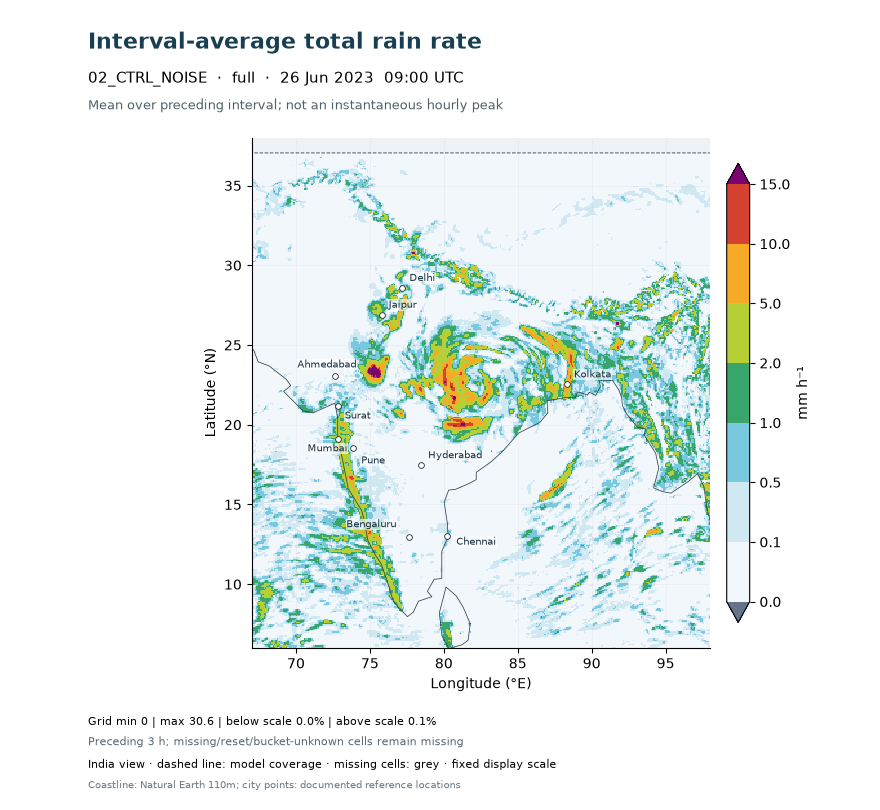 Interval-average total rain rate
02_CTRL_NOISE · full · 26 Jun 2023 09:00 UTC
Mean over preceding interval; not an instantaneous hourly peak
Latitude (°N)
35
30
25
20
15
10
Delhi
Jaipur
Ahmedabad
Kolkata
Surat
Mumbai
Pune
Hyderabad
Bengaluru
Chennai
70 75 80 85 90 95
Longitude (°E)
15.0
10.0
5.0
2.0
1.0
0.5
0.1
0.0
mm h⁻¹
Grid min 0 | max 30.6 | below scale 0.0% | above scale 0.1%
Preceding 3 h; missing/reset/bucket-unknown cells remain missing
India view · dashed line: model coverage · missing cells: grey · fixed display scale
Coastline: Natural Earth 110m; city points: documented reference locations